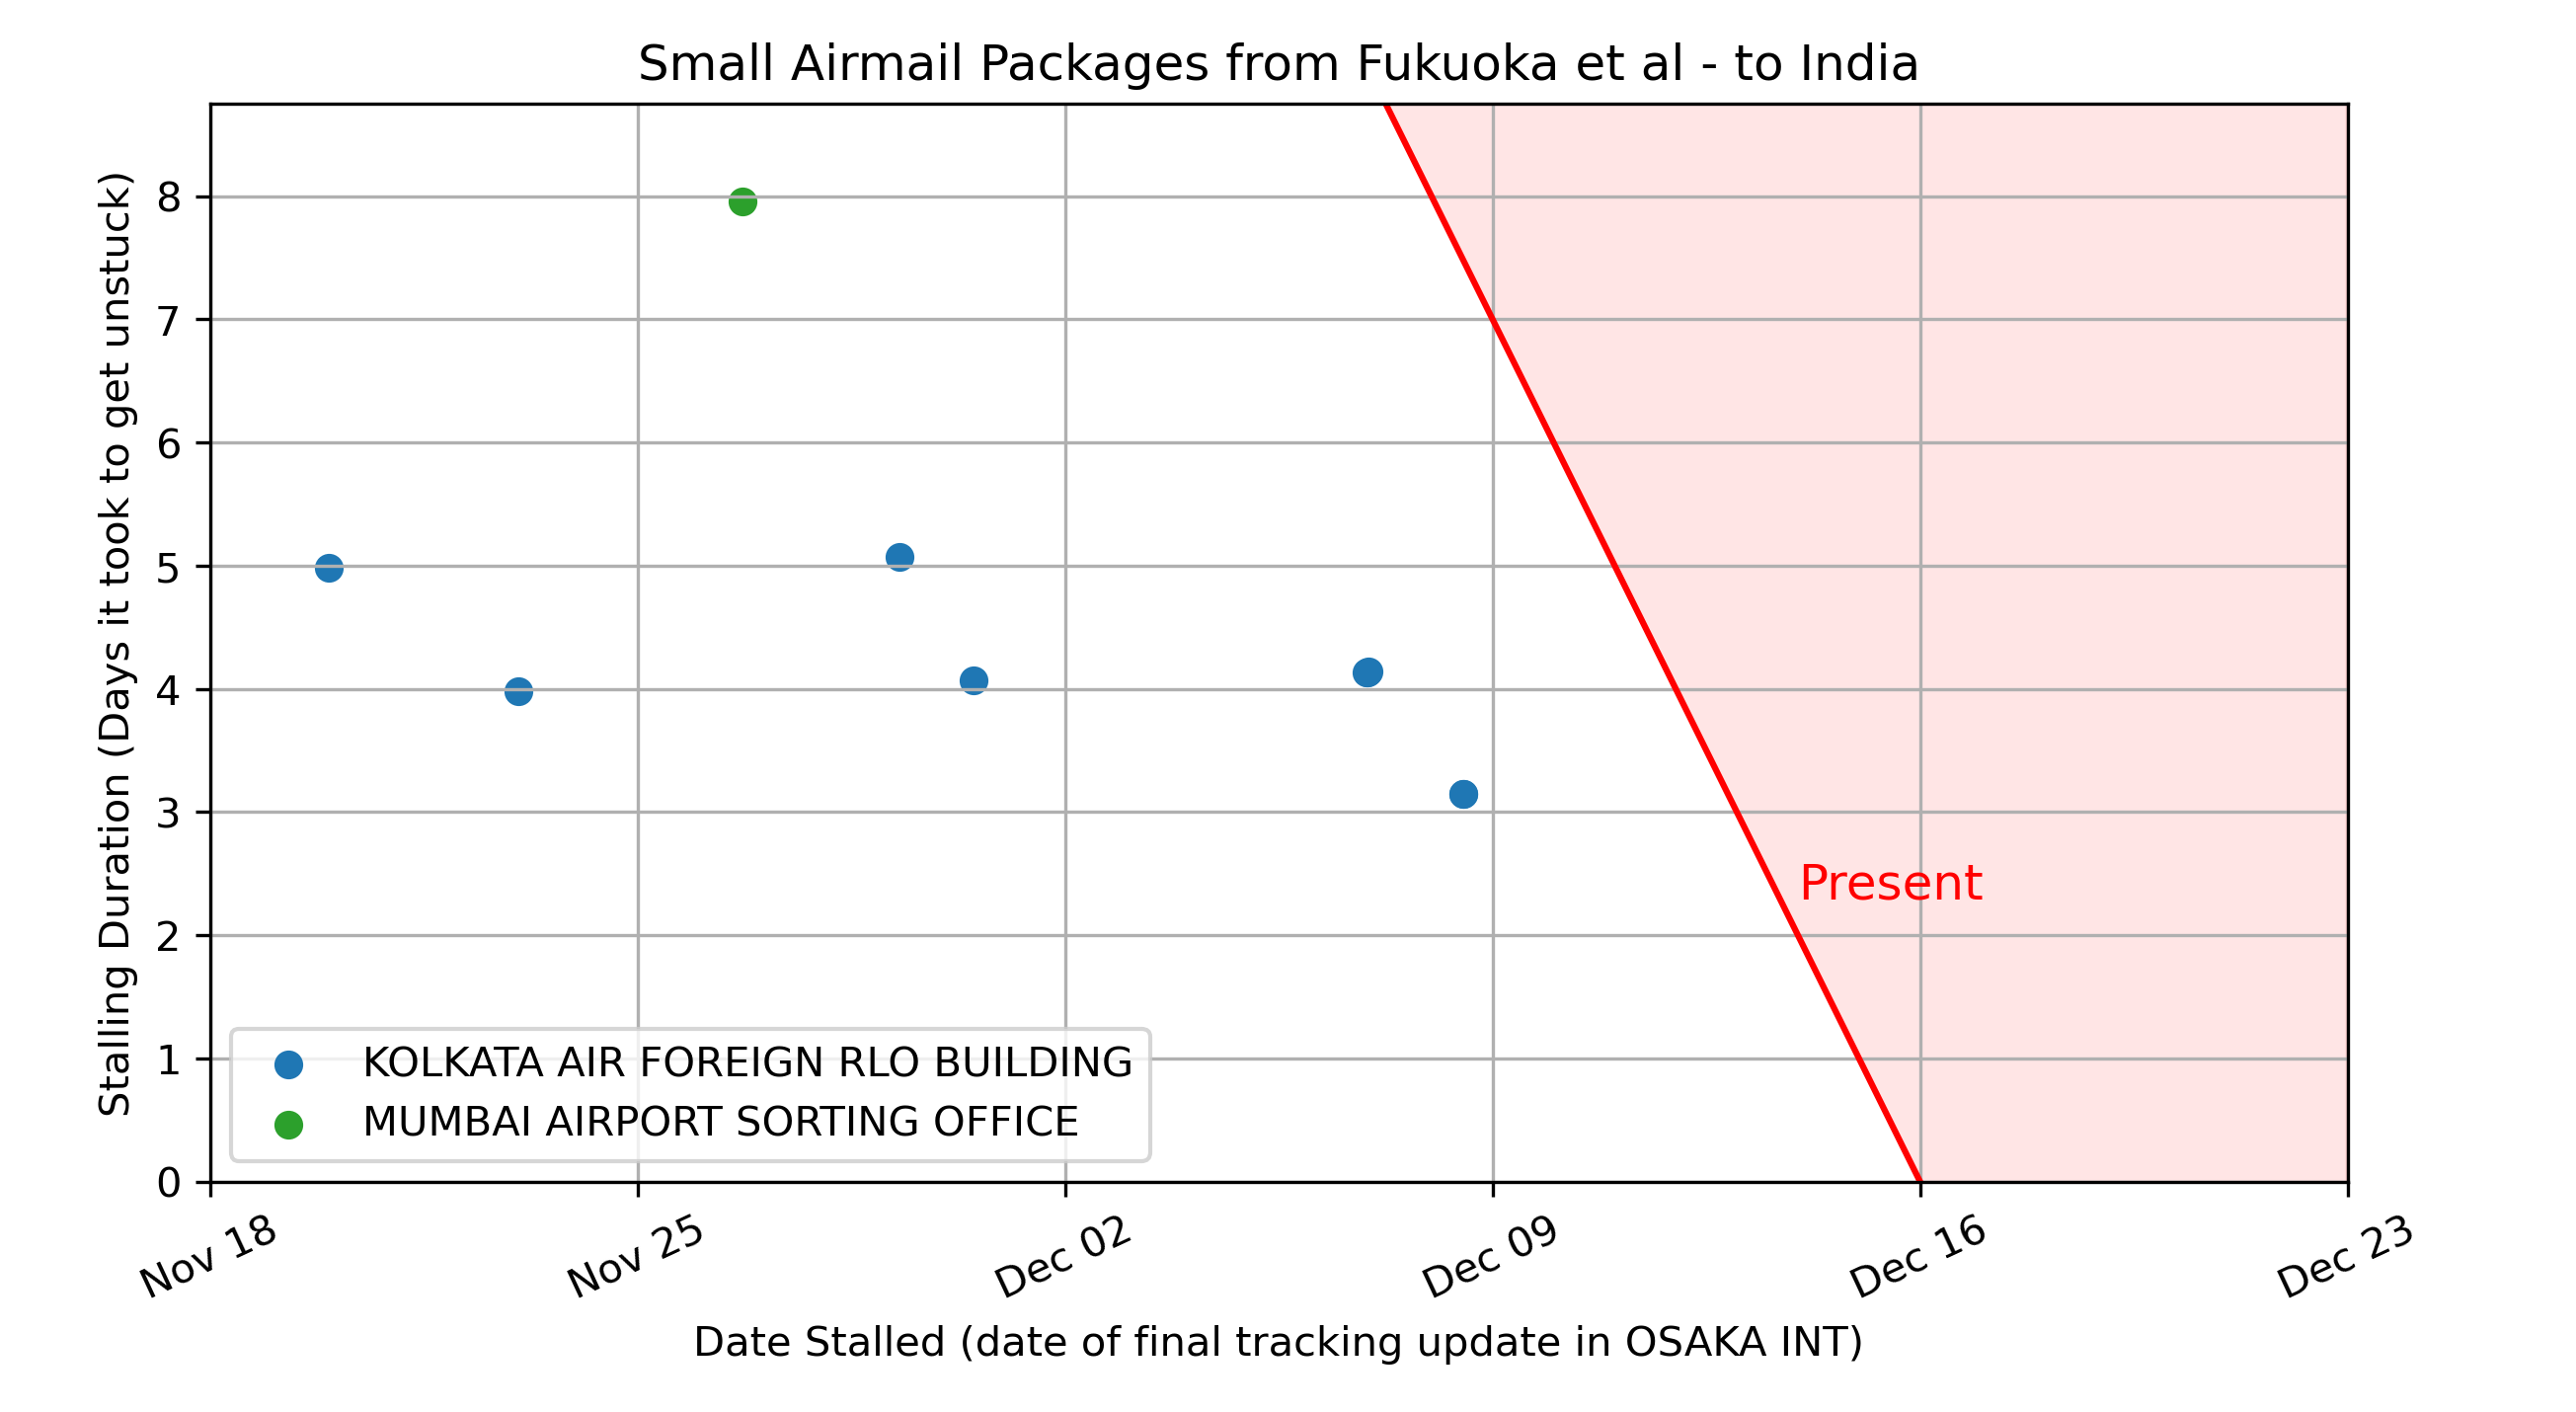 Small Airmail Packages from Fukuoka et al - to India
Stalling Duration (Days it took to get unstuck)
8
7
6
5
4
3
2
1
0
Present
KOLKATA AIR FOREIGN RLO BUILDING
MUMBAI AIRPORT SORTING OFFICE
Nov 18
Nov 25
Dec 02
Dec 09
Dec 16
Dec 23
Date Stalled (date of final tracking update in OSAKA INT)